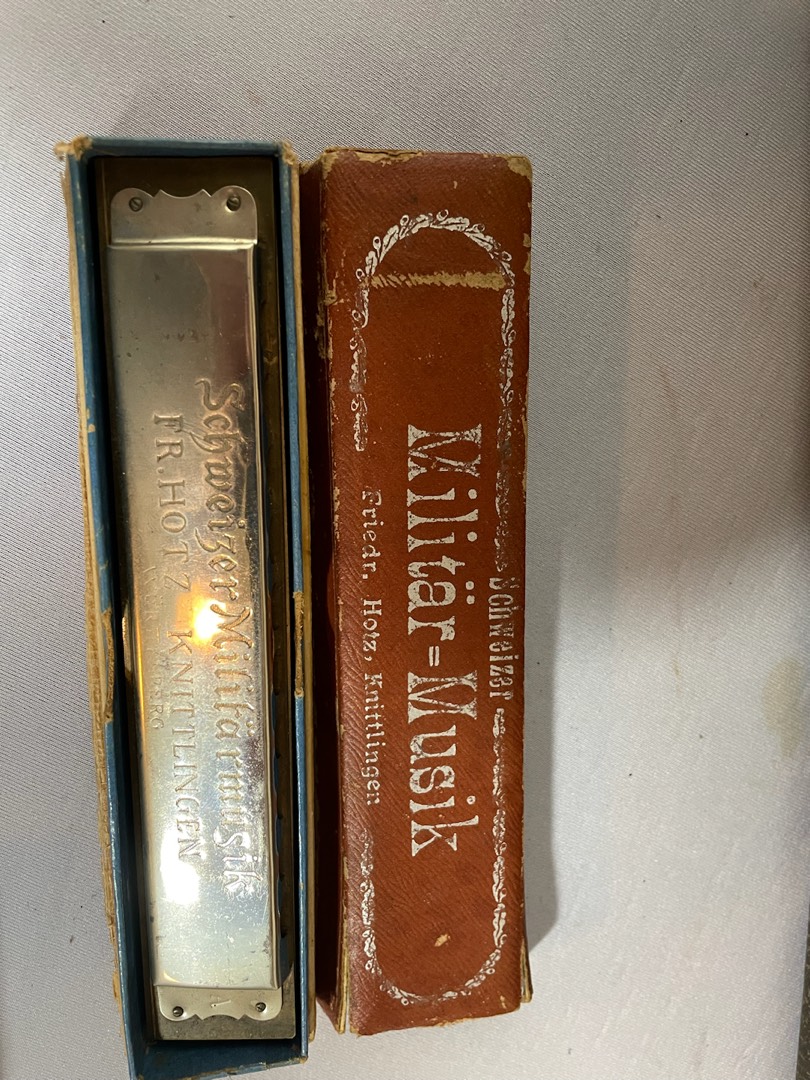 Schweizer Militärmusik
FR. HOTZ KNITTLINGEN
Schweizer
Militär=Musik
Friedr. Hotz, Knittlingen